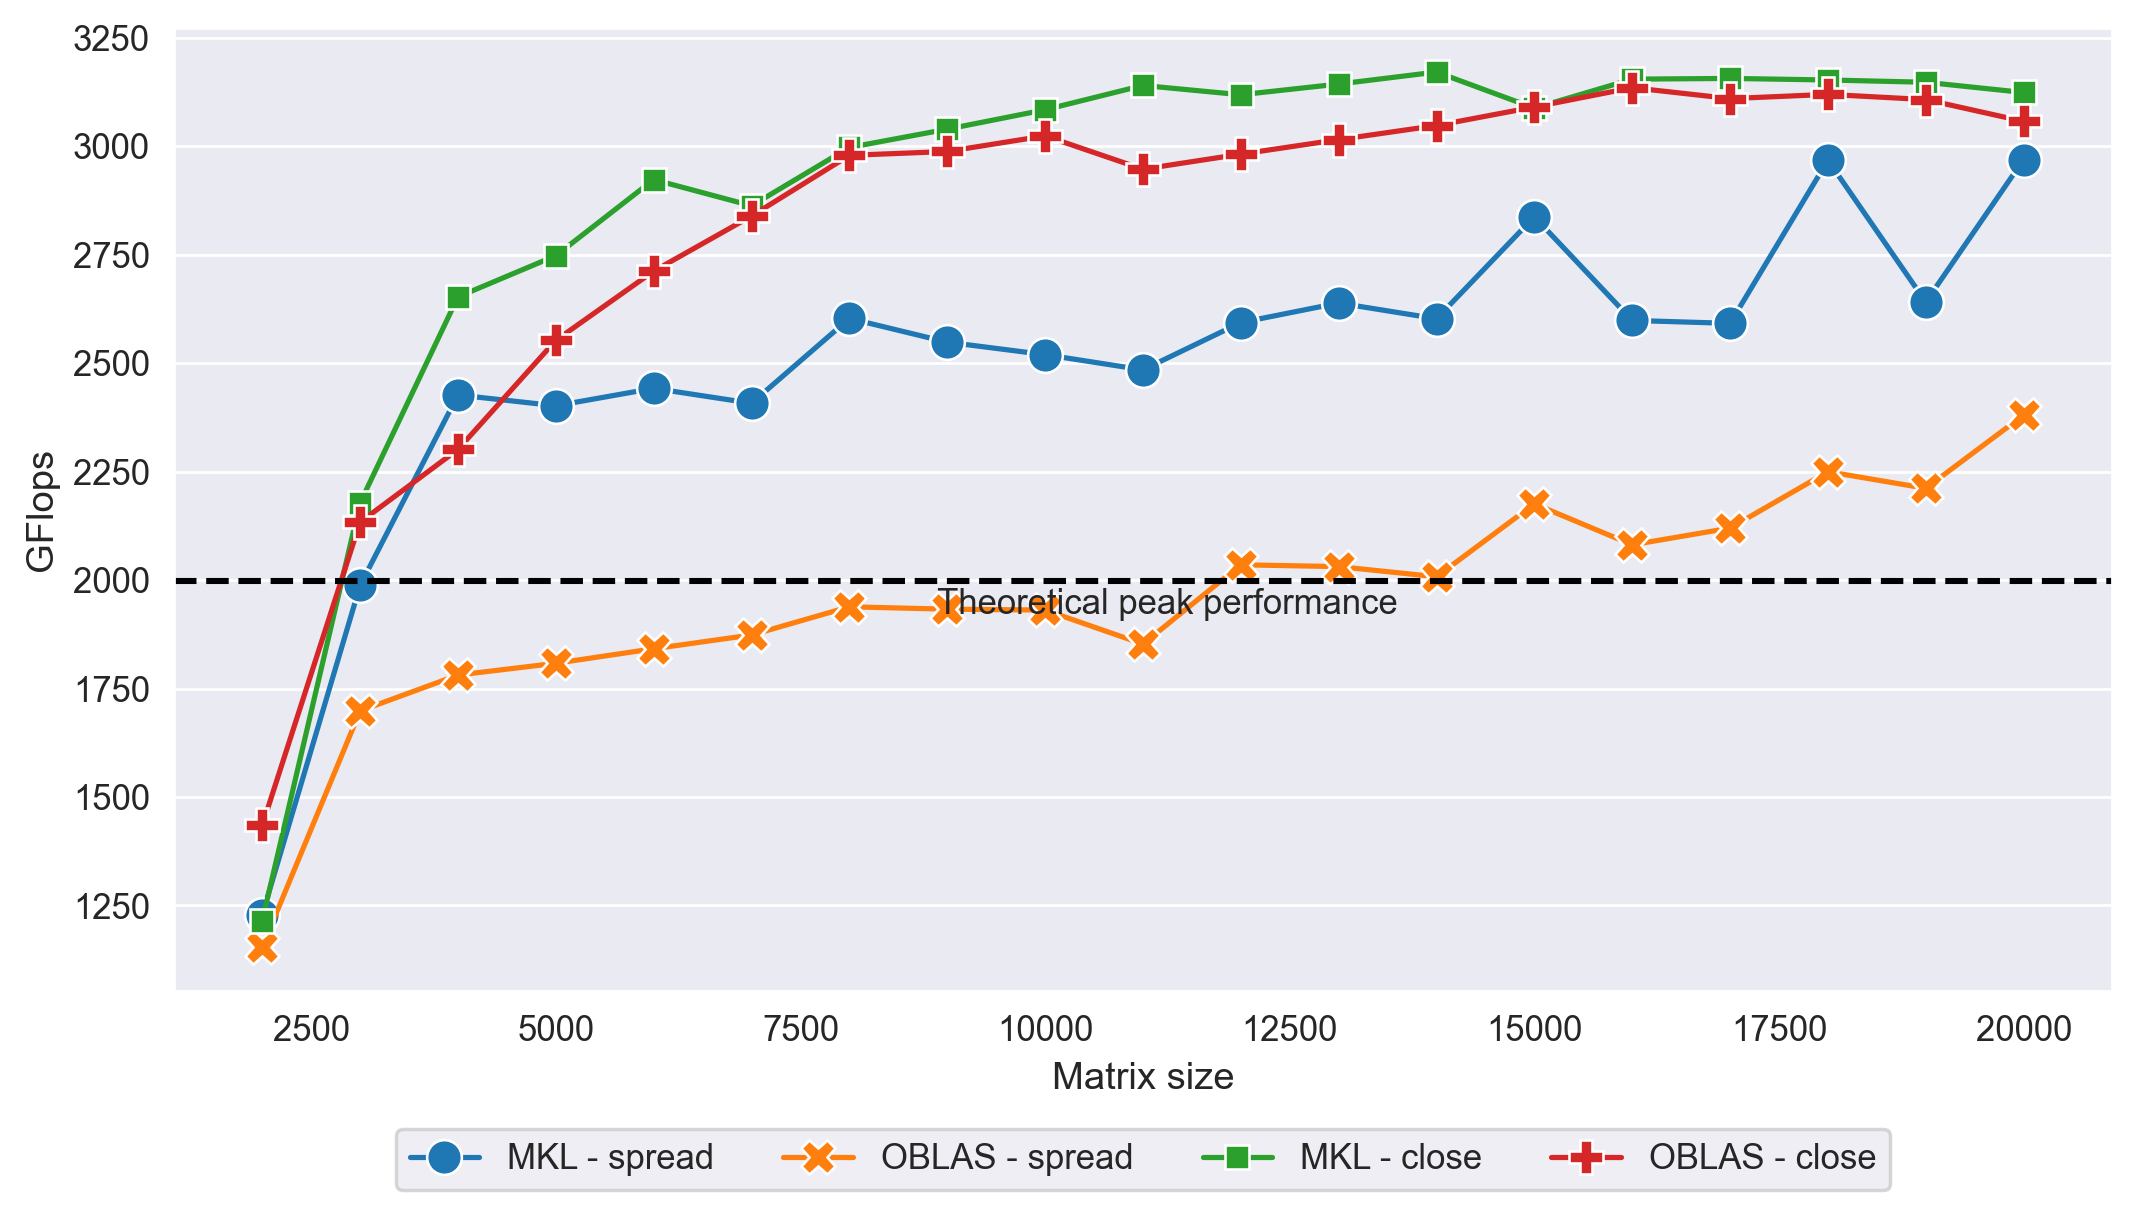 3250
3000
2750
2500
2250
2000
1750
1500
1250
GFlops
Theoretical peak performance
2500 5000 7500 10000 12500 15000 17500 20000
Matrix size
MKL - spread OBLAS - spread MKL - close OBLAS - close